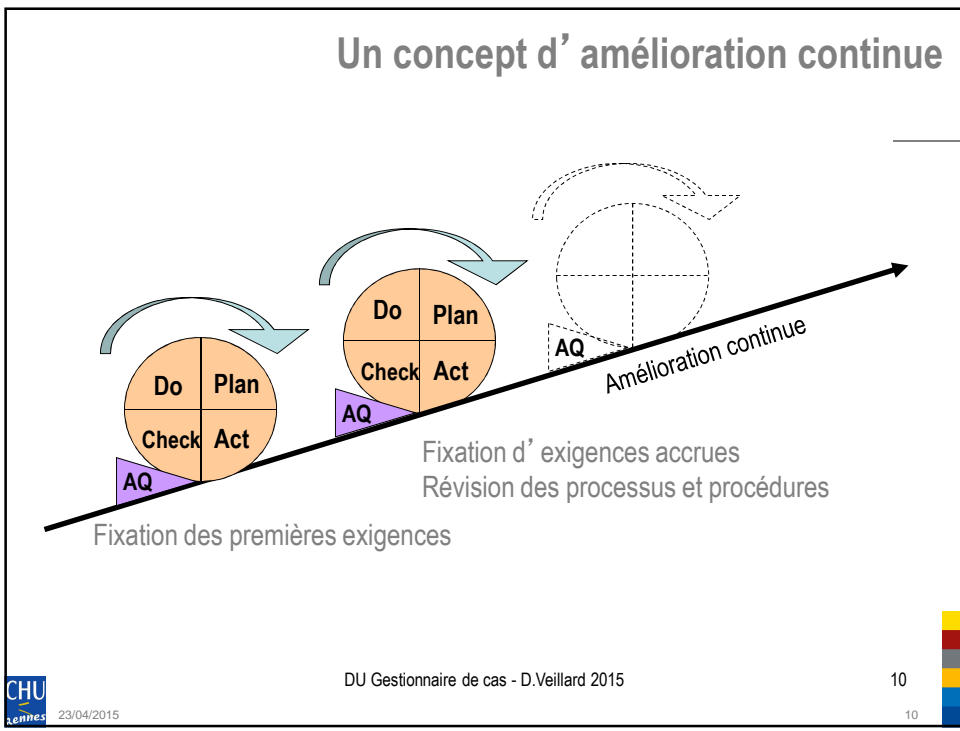 Un concept d’amélioration continue
Do Plan
Check Act
AQ
Do Plan
Check Act
AQ
AQ
Amélioration continue
Fixation d’exigences accrues
Révision des processus et procédures
Fixation des premières exigences
DU Gestionnaire de cas - D.Veillard 2015
10
CHU
Rennes
23/04/2015
10